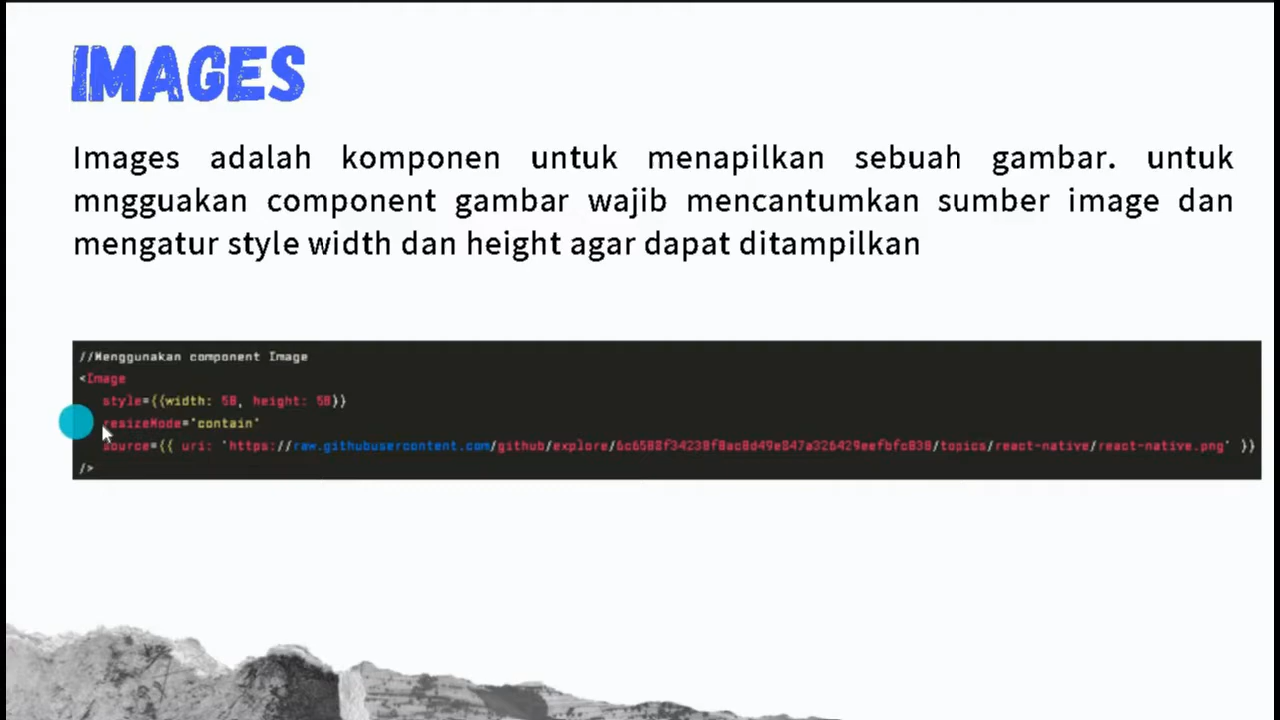 IMAGES
Images adalah komponen untuk menapilkan sebuah gambar. untuk
mngguakan component gambar wajib mencantumkan sumber image dan
mengatur style width dan height agar dapat ditampilkan
//Menggunakan component Image
<Image
style={{width: 50, height: 50}}
resizeMode='contain'
source={{ uri: 'https://raw.githubusercontent.com/github/explore/6c6508f34230f0ac0d49e847a326429eefbfc030/topics/react-native/react-native.png' }}
/>